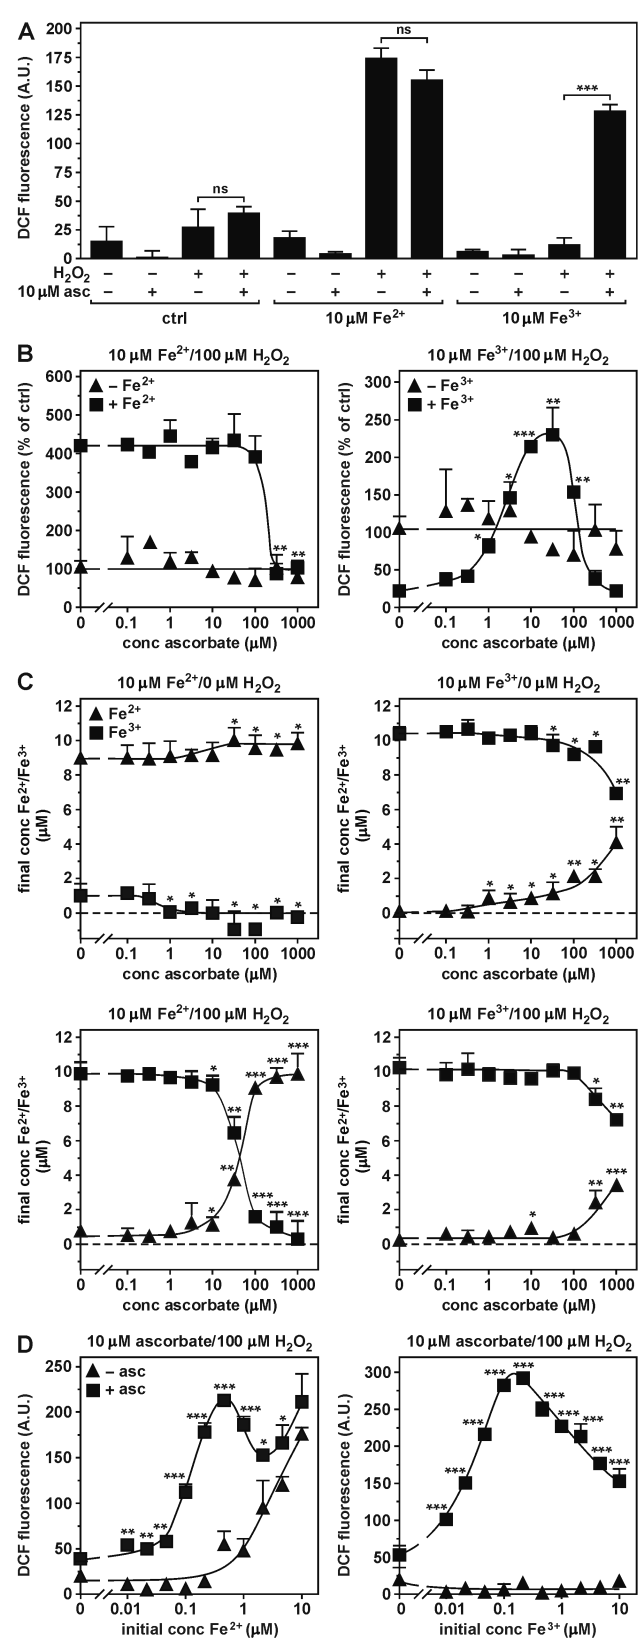 A
DCF fluorescence (A.U.)
200
175
150
125
100
75
50
25
0
ns
ns
***
H2O2 – – + + – – + + – – + +
10 µM asc – + – + – + – + – + – +
ctrl 10 µM Fe2+ 10 µM Fe3+
B
10 µM Fe2+/100 µM H2O2
DCF fluorescence (% of ctrl)
600
500
400
300
200
100
0
– Fe2+
+ Fe2+
** **
0 0.1 1 10 100 1000
conc ascorbate (µM)
10 µM Fe3+/100 µM H2O2
DCF fluorescence (% of ctrl)
300
250
200
150
100
50
0
– Fe3+
+ Fe3+
* * *** ** **
0 0.1 1 10 100 1000
conc ascorbate (µM)
C
10 µM Fe2+/0 µM H2O2
final conc Fe2+/Fe3+
(µM)
12
10
8
6
4
2
0
Fe2+
Fe3+
* * * *
* * * * * *
0 0.1 1 10 100 1000
conc ascorbate (µM)
10 µM Fe3+/0 µM H2O2
final conc Fe2+/Fe3+
(µM)
12
10
8
6
4
2
0
* * * **
* * * * ** * **
0 0.1 1 10 100 1000
conc ascorbate (µM)
10 µM Fe2+/100 µM H2O2
final conc Fe2+/Fe3+
(µM)
12
10
8
6
4
2
0
* ** *** *** ***
* ** *** *** ***
0 0.1 1 10 100 1000
conc ascorbate (µM)
10 µM Fe3+/100 µM H2O2
final conc Fe2+/Fe3+
(µM)
12
10
8
6
4
2
0
* **
* ** ***
0 0.1 1 10 100 1000
conc ascorbate (µM)
D
10 µM ascorbate/100 µM H2O2
DCF fluorescence (A.U.)
250
200
150
100
50
0
– asc
+ asc
** ** ** *** *** *** *** * *
0 0.01 0.1 1 10
initial conc Fe2+ (µM)
10 µM ascorbate/100 µM H2O2
DCF fluorescence (A.U.)
300
250
200
150
100
50
0
*** *** *** *** *** *** *** *** *** ***
0 0.01 0.1 1 10
initial conc Fe3+ (µM)